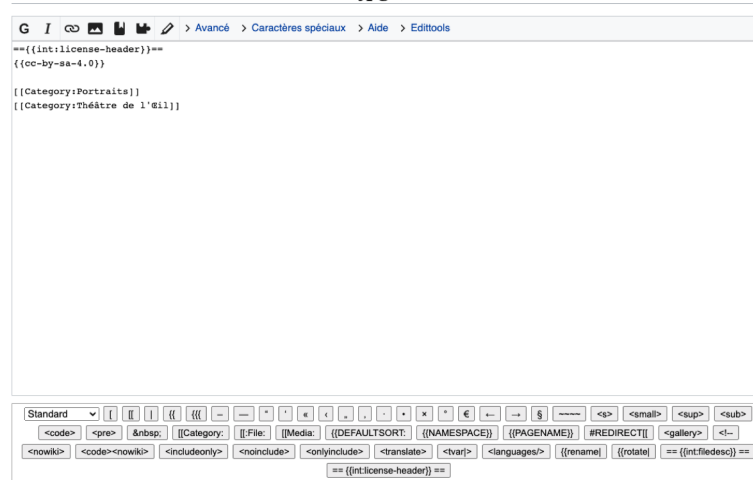 G I > Avancé > Caractères spéciaux > Aide > Edittools
=={{int:license-header}}==
{{cc-by-sa-4.0}}
[[Category:Portraits]]
[[Category:Théâtre de l'Œil]]
Standard [ [[ | {{ {{{ – — “ ‘ « ‹ „ ‚ · • × ° € ← → § ~~~~ <s> <small> <sup> <sub>
<code> <pre> &nbsp; [[Category: [[:File: [[Media: {{DEFAULTSORT: {{NAMESPACE}} {{PAGENAME}} #REDIRECT[[ <gallery> <!--
<nowiki> <code><nowiki> <includeonly> <noinclude> <onlyinclude> <translate> <tvar|> <languages/> {{rename| {{rotate| == {{int:filedesc}} ==
== {{int:license-header}} ==